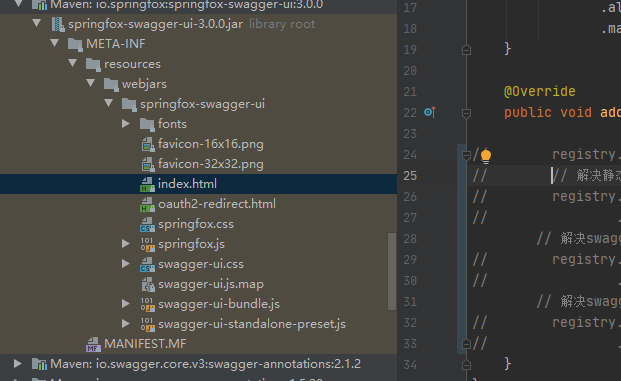 Maven: io.springfox:springfox-swagger-ui:3.0.0
springfox-swagger-ui-3.0.0.jar library root
META-INF
resources
webjars
springfox-swagger-ui
fonts
favicon-16x16.png
favicon-32x32.png
index.html
oauth2-redirect.html
springfox.css
springfox.js
swagger-ui.css
swagger-ui.js.map
swagger-ui-bundle.js
swagger-ui-standalone-preset.js
MANIFEST.MF
Maven: io.swagger.core.v3:swagger-annotations:2.1.2
17 .al
18 .ma
19 }
20
21 @Override
22 public void add
23
24 / registry.
25 // // 解决静态
26 // registry.
27 // .
28 // 解决swagg
29 // registry.
30 // .
31 // 解决swagg
32 // registry.
33 // .
34 }